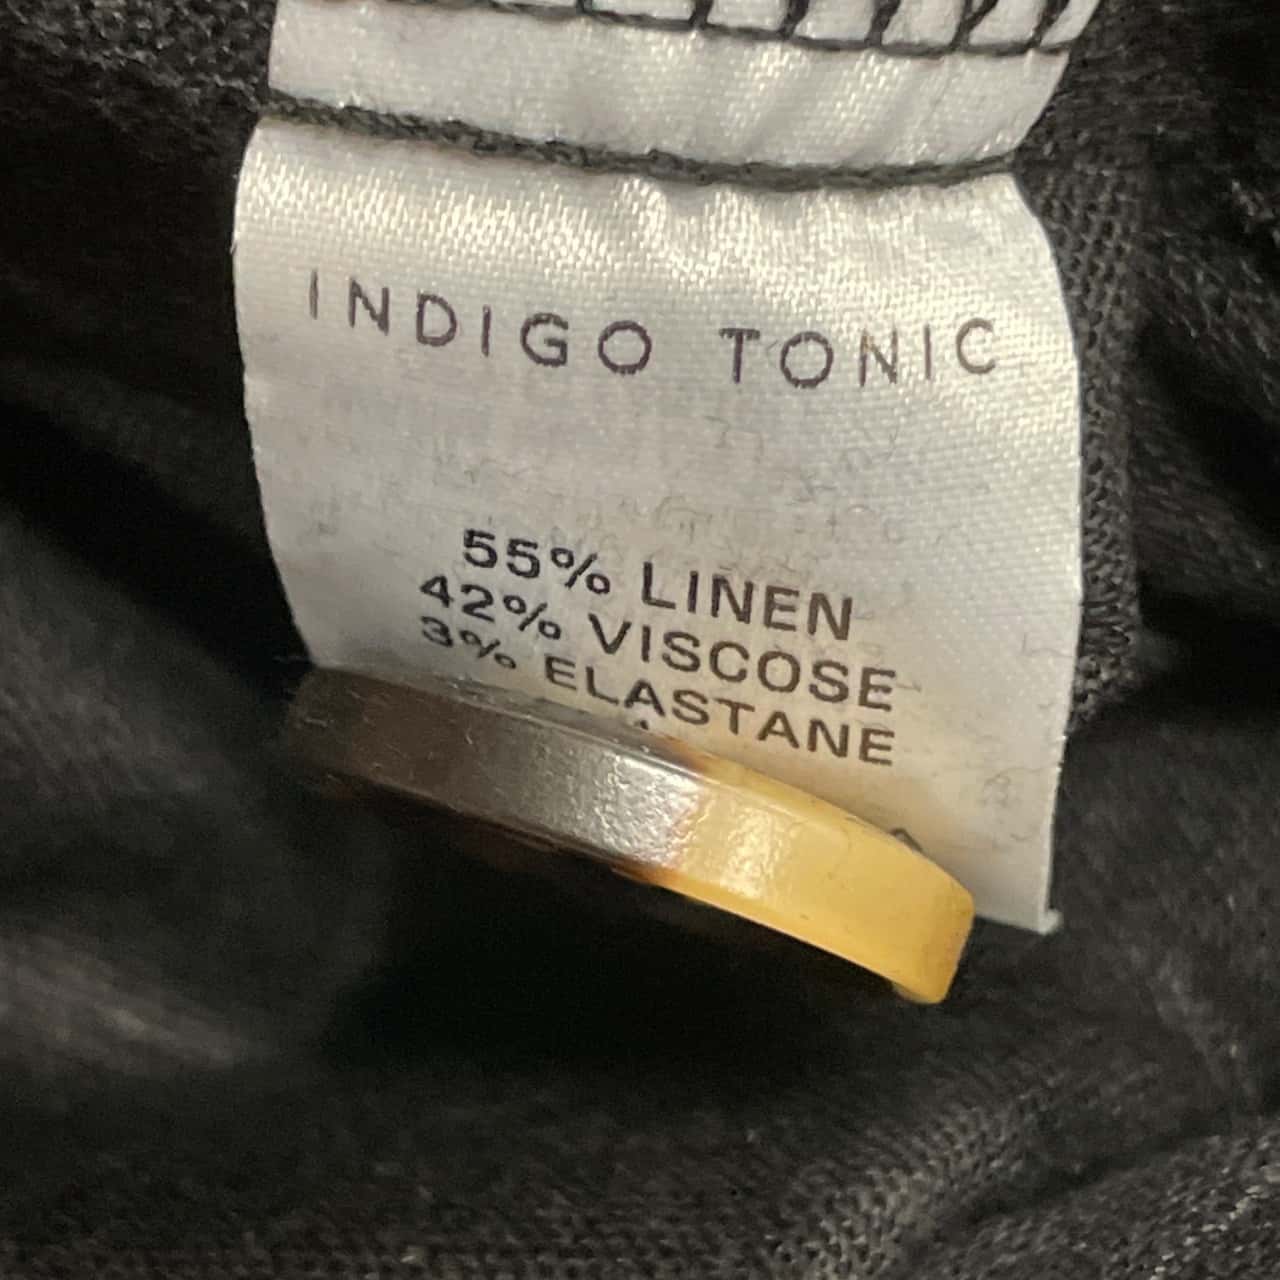 INDIGO TONIC
55% LINEN
42% VISCOSE
3% ELASTANE